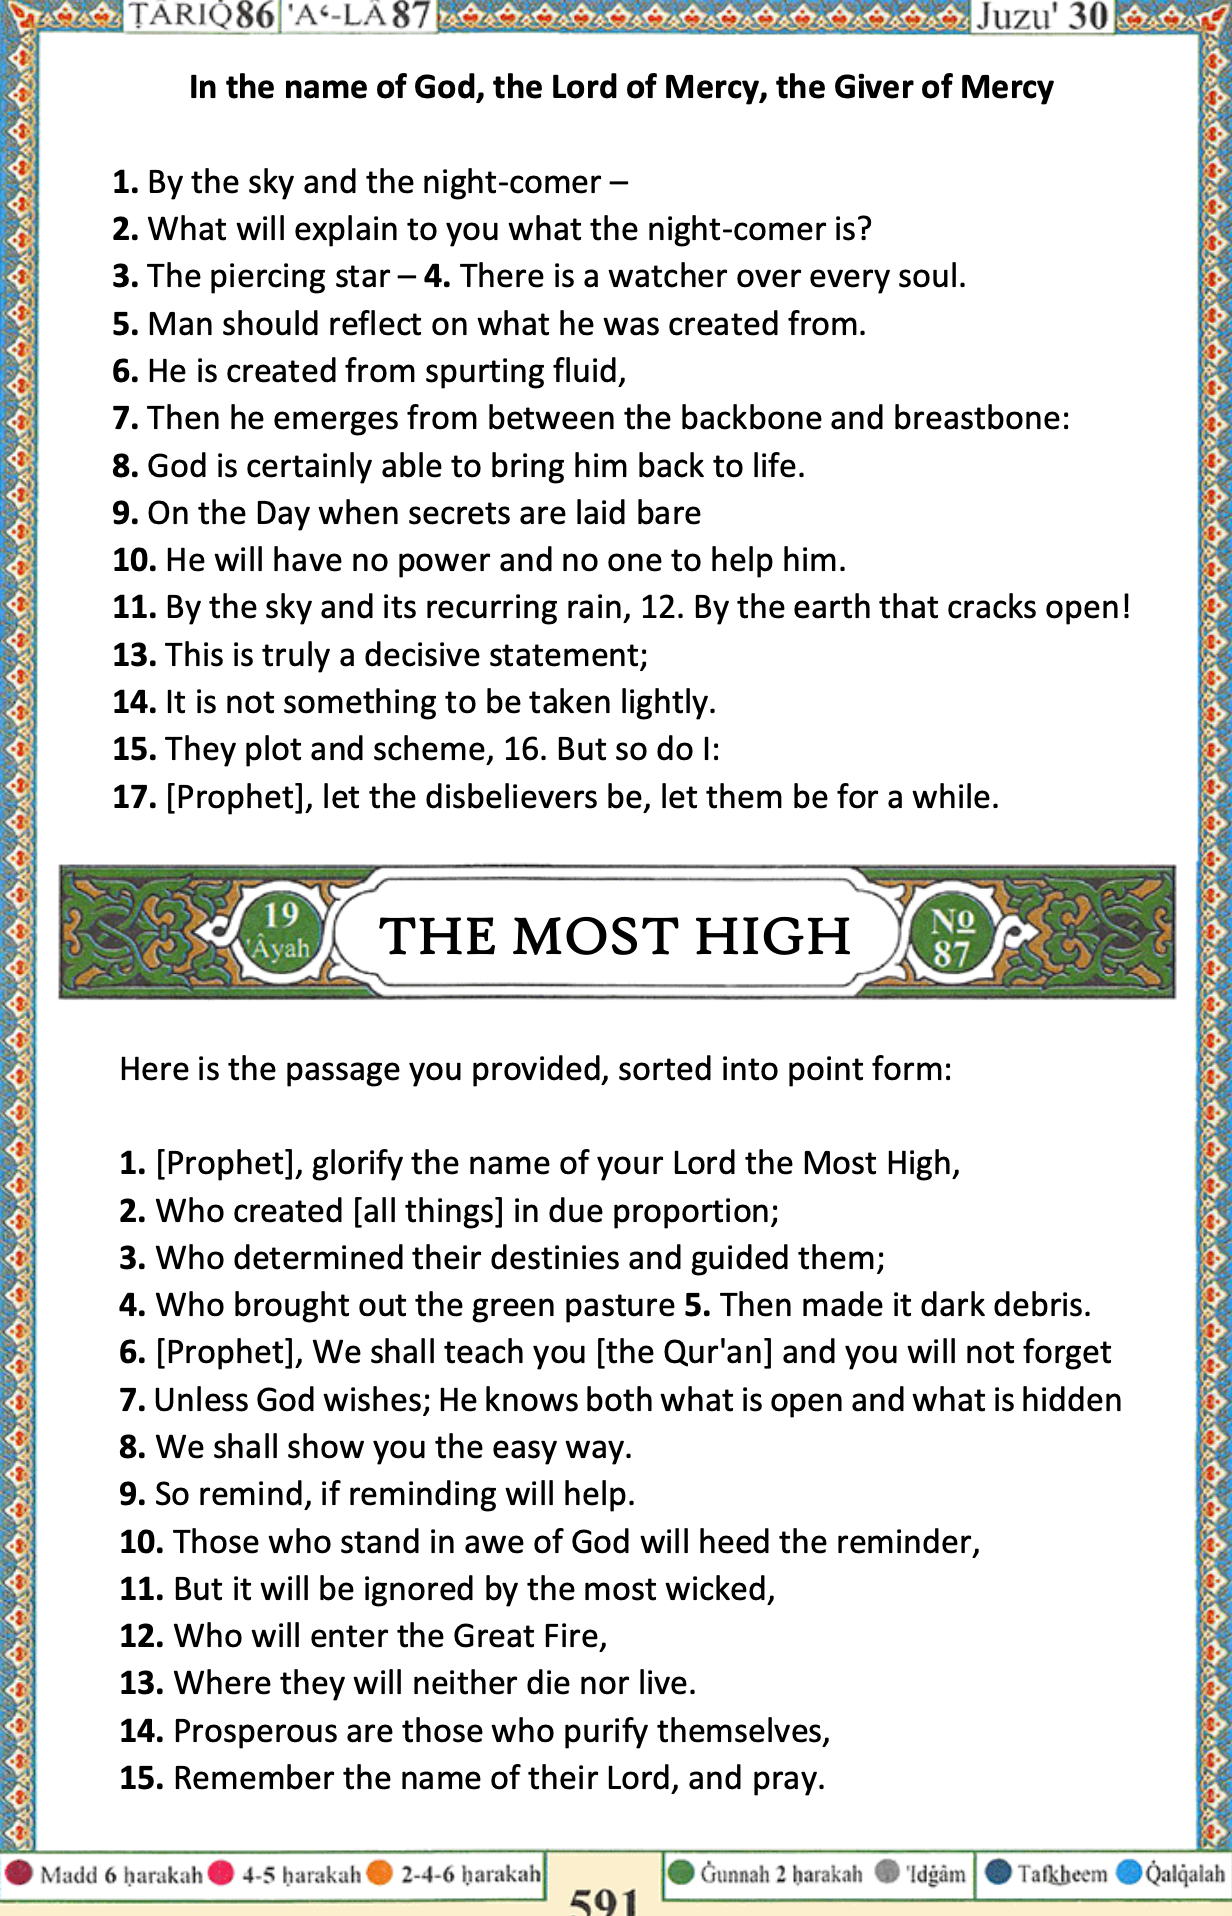 ṬÂRIQ̇ 86 'A‘-LÂ 87 Juzu' 30
In the name of God, the Lord of Mercy, the Giver of Mercy
1. By the sky and the night-comer –
2. What will explain to you what the night-comer is?
3. The piercing star – 4. There is a watcher over every soul.
5. Man should reflect on what he was created from.
6. He is created from spurting fluid,
7. Then he emerges from between the backbone and breastbone:
8. God is certainly able to bring him back to life.
9. On the Day when secrets are laid bare
10. He will have no power and no one to help him.
11. By the sky and its recurring rain, 12. By the earth that cracks open!
13. This is truly a decisive statement;
14. It is not something to be taken lightly.
15. They plot and scheme, 16. But so do I:
17. [Prophet], let the disbelievers be, let them be for a while.
19 'Âyah
THE MOST HIGH
No 87
Here is the passage you provided, sorted into point form:
1. [Prophet], glorify the name of your Lord the Most High,
2. Who created [all things] in due proportion;
3. Who determined their destinies and guided them;
4. Who brought out the green pasture 5. Then made it dark debris.
6. [Prophet], We shall teach you [the Qur'an] and you will not forget
7. Unless God wishes; He knows both what is open and what is hidden
8. We shall show you the easy way.
9. So remind, if reminding will help.
10. Those who stand in awe of God will heed the reminder,
11. But it will be ignored by the most wicked,
12. Who will enter the Great Fire,
13. Where they will neither die nor live.
14. Prosperous are those who purify themselves,
15. Remember the name of their Lord, and pray.
Madd 6 ḥarakah 4-5 ḥarakah 2-4-6 ḥarakah Ġunnah 2 ḥarakah 'Idġâm Tafkheem Q̇alq̇alah
591